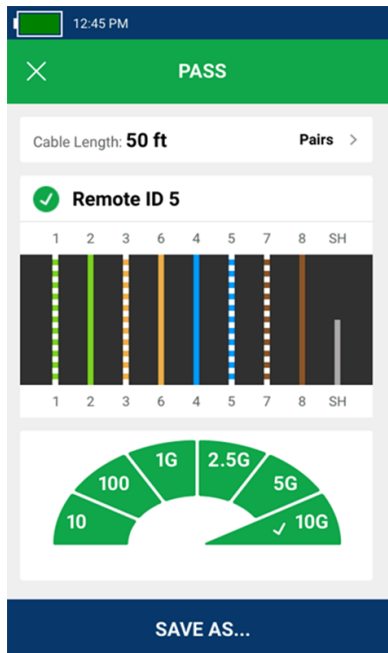 12:45 PM
PASS
Cable Length: 50 ft Pairs >
Remote ID 5
1 2 3 6 4 5 7 8 SH
1 2 3 6 4 5 7 8 SH
10 100 1G 2.5G 5G 10G
SAVE AS...